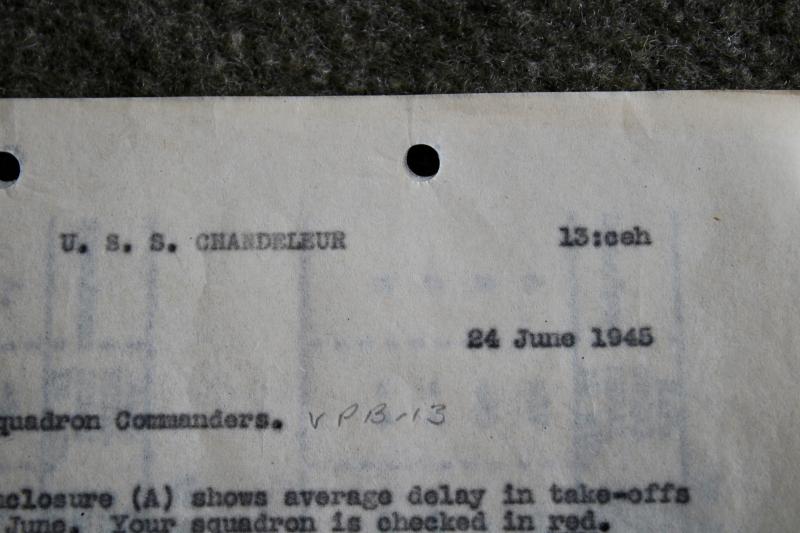 U. S. S. CHANDELEUR 13:ceh
24 June 1945
quadron Commanders. VPB-13
nclosure (A) shows average delay in take-offs
June. Your squadron is checked in red.